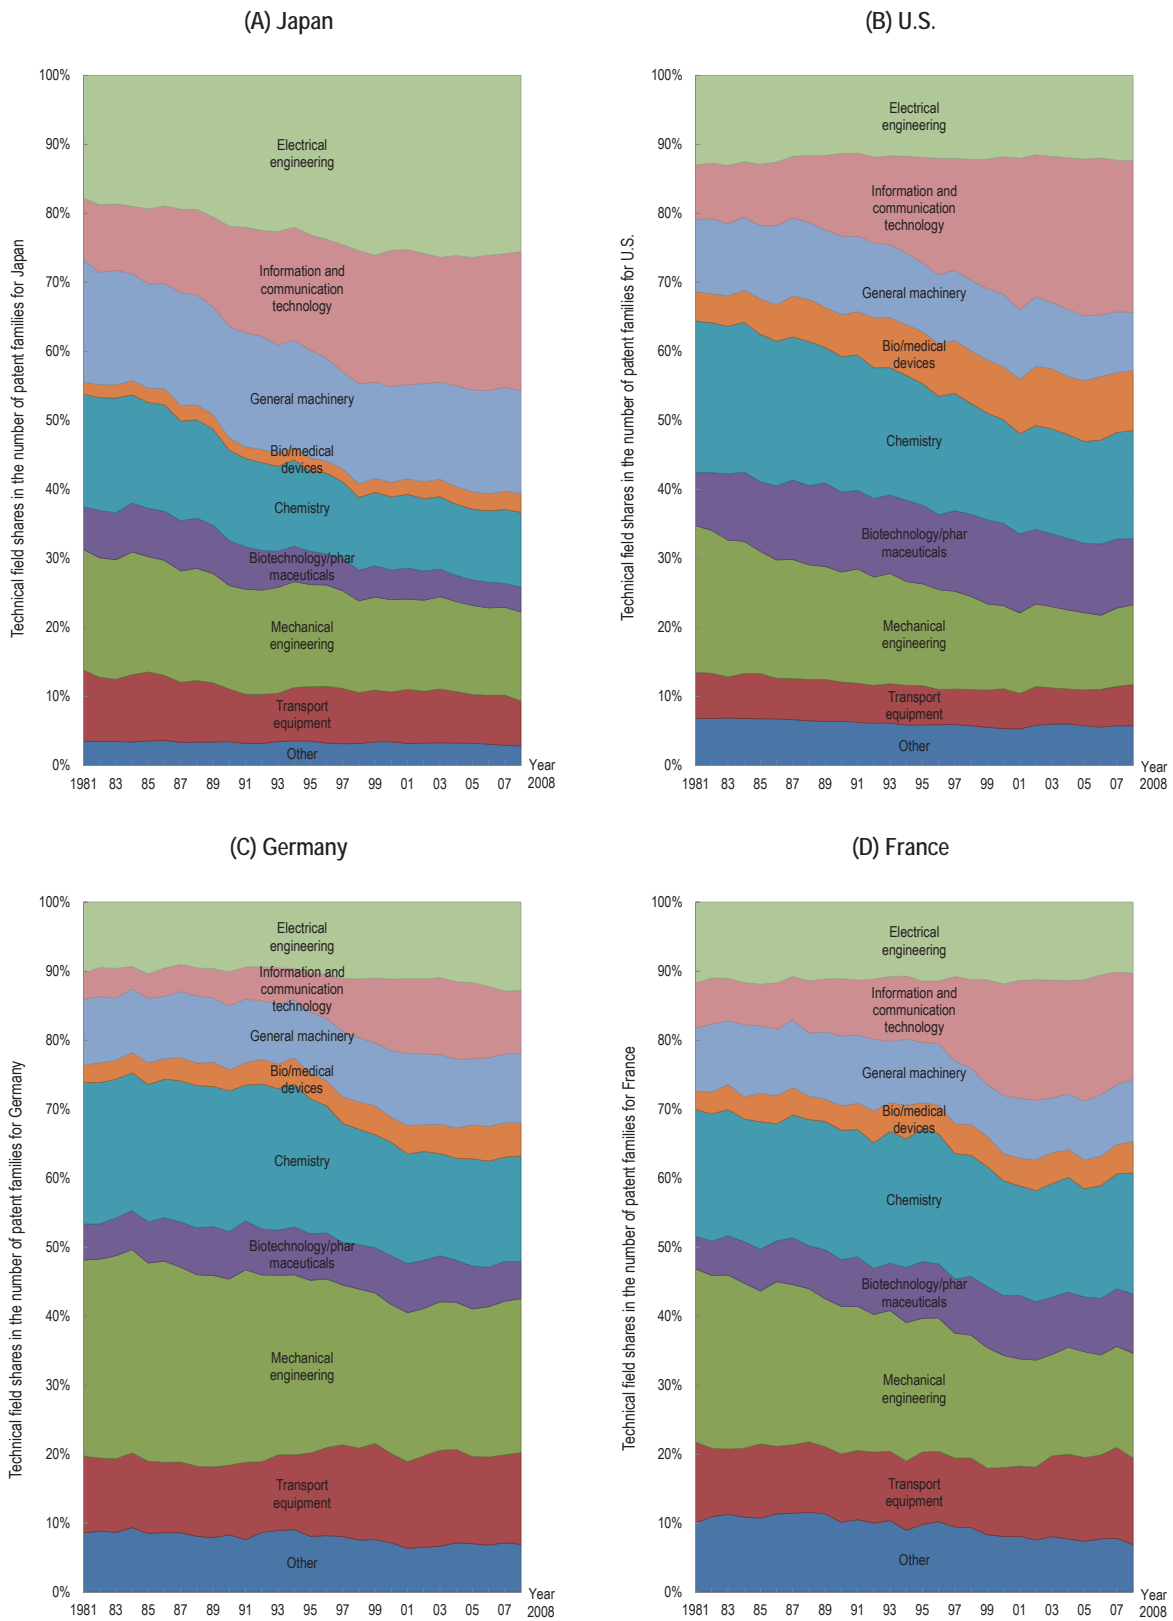 (A) Japan
Technical field shares in the number of patent families for Japan
100%
90%
80%
70%
60%
50%
40%
30%
20%
10%
0%
Electrical
engineering
Information and
communication
technology
General machinery
Bio/medical
devices
Chemistry
Biotechnology/phar
maceuticals
Mechanical
engineering
Transport
equipment
Other
1981 83 85 87 89 91 93 95 97 99 01 03 05 07 2008
Year
(B) U.S.
Technical field shares in the number of patent families for U.S.
100%
90%
80%
70%
60%
50%
40%
30%
20%
10%
0%
Electrical
engineering
Information and
communication
technology
General machinery
Bio/medical
devices
Chemistry
Biotechnology/phar
maceuticals
Mechanical
engineering
Transport
equipment
Other
1981 83 85 87 89 91 93 95 97 99 01 03 05 07 2008
Year
(C) Germany
Technical field shares in the number of patent families for Germany
100%
90%
80%
70%
60%
50%
40%
30%
20%
10%
0%
Electrical
engineering
Information and
communication
technology
General machinery
Bio/medical
devices
Chemistry
Biotechnology/phar
maceuticals
Mechanical
engineering
Transport
equipment
Other
1981 83 85 87 89 91 93 95 97 99 01 03 05 07 2008
Year
(D) France
Technical field shares in the number of patent families for France
100%
90%
80%
70%
60%
50%
40%
30%
20%
10%
0%
Electrical
engineering
Information and
communication
technology
General machinery
Bio/medical
devices
Chemistry
Biotechnology/phar
maceuticals
Mechanical
engineering
Transport
equipment
Other
1981 83 85 87 89 91 93 95 97 99 01 03 05 07 2008
Year